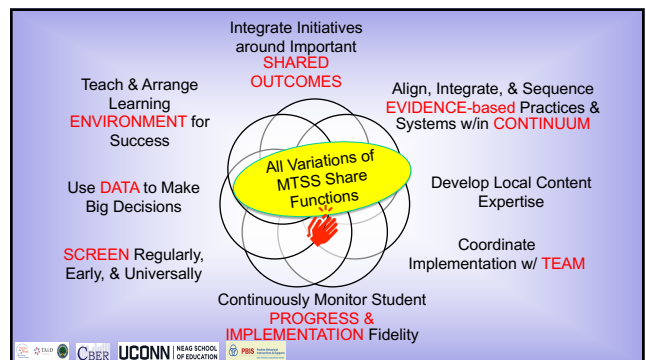 Integrate Initiatives
around Important
SHARED
OUTCOMES
Teach & Arrange
Learning
ENVIRONMENT for
Success
Align, Integrate, & Sequence
EVIDENCE-based Practices &
Systems w/in CONTINUUM
All Variations of
MTSS Share
Functions
Use DATA to Make
Big Decisions
Develop Local Content
Expertise
SCREEN Regularly,
Early, & Universally
Coordinate
Implementation w/ TEAM
Continuously Monitor Student
PROGRESS &
IMPLEMENTATION Fidelity
CBER
UCONN
NEAG SCHOOL
OF EDUCATION
PBIS